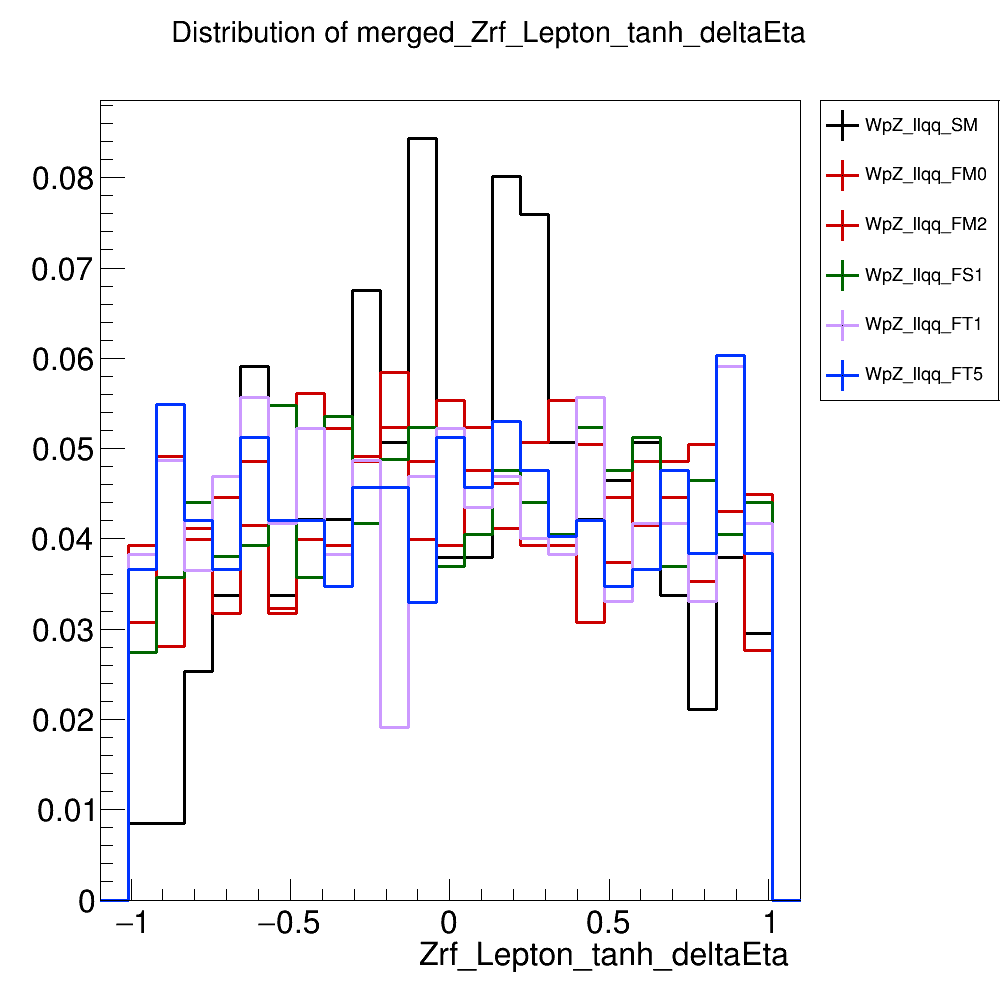 Distribution of merged_Zrf_Lepton_tanh_deltaEta
WpZ_llqq_SM
WpZ_llqq_FM0
WpZ_llqq_FM2
WpZ_llqq_FS1
WpZ_llqq_FT1
WpZ_llqq_FT5
0.08
0.07
0.06
0.05
0.04
0.03
0.02
0.01
0
−1 −0.5 0 0.5 1
Zrf_Lepton_tanh_deltaEta